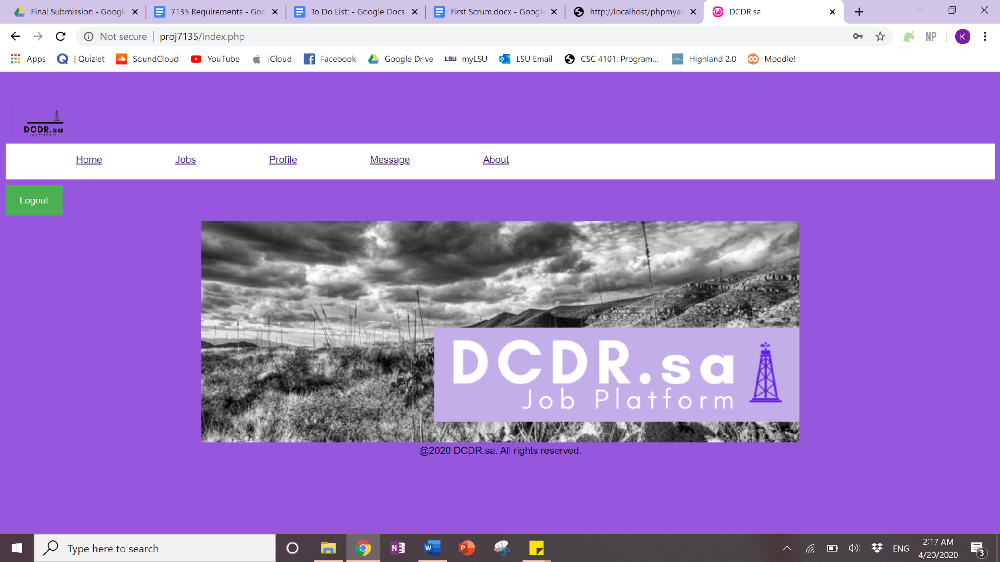 Final Submission - Google
7135 Requirements - Goo
To Do List: - Google Docs
First Scrum.docx - Google
http://localhost/phpmyac
DCDR.sa
Not secure
proj7135/index.php
NP
K
Apps
| Quizlet
SoundCloud
YouTube
iCloud
Facebook
Google Drive
LSU myLSU
LSU Email
CSC 4101: Program...
Highland 2.0
Moodle!
DCDR.sa
Job Platform
Home
Jobs
Profile
Message
About
Logout
DCDR.sa
Job Platform
@2020 DCDR.sa. All rights reserved.
Type here to search
ENG
2:17 AM
4/20/2020
3